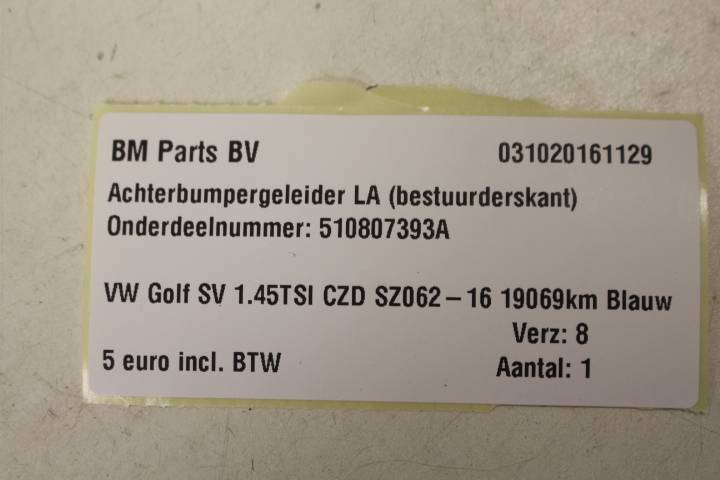 BM Parts BV 031020161129
Achterbumpergeleider LA (bestuurderskant)
Onderdeelnummer: 510807393A
VW Golf SV 1.45TSI CZD SZ062-16 19069km Blauw
Verz: 8
5 euro incl. BTW Aantal: 1